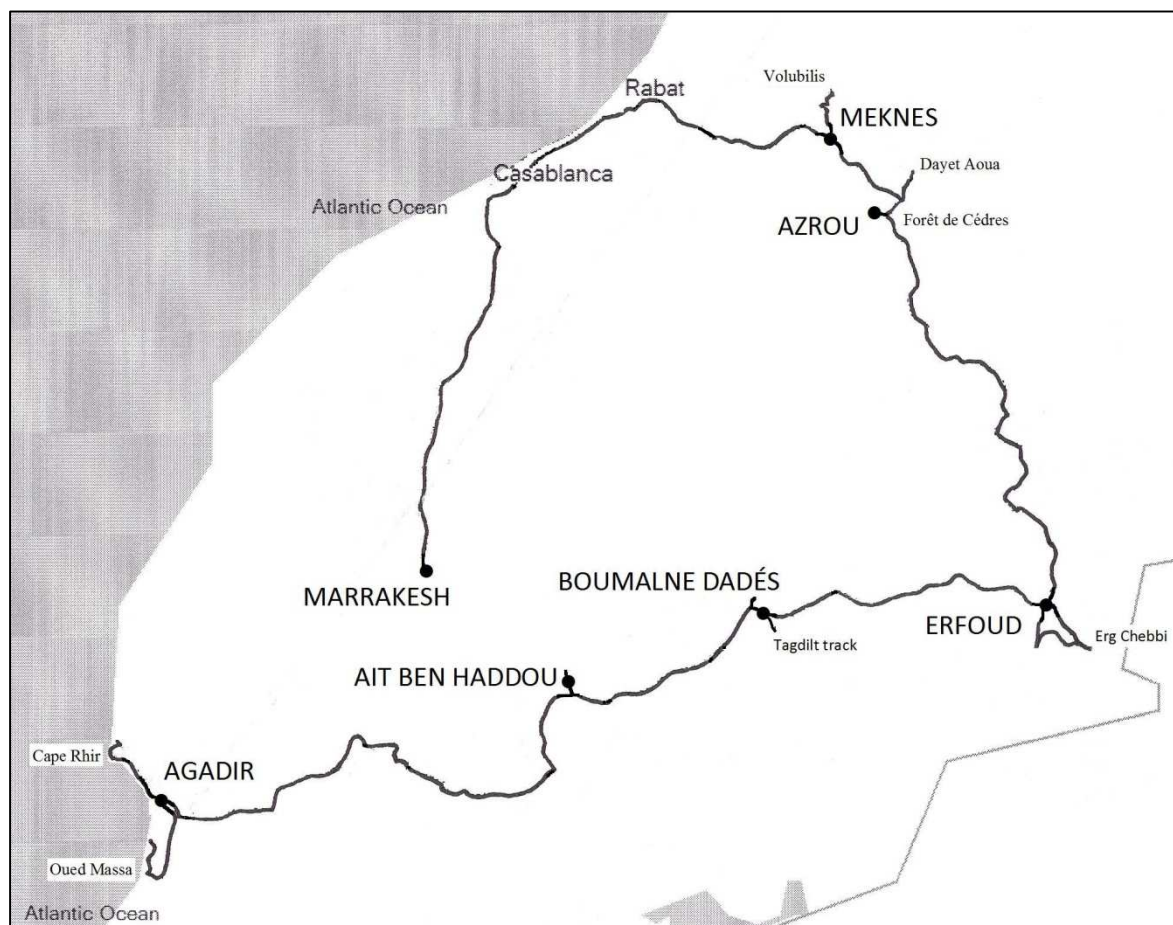 Volubilis
Rabat
MEKNES
Dayet Aoua
Casablanca
Atlantic Ocean
AZROU
Forêt de Cédres
MARRAKESH
BOUMALNE DADÉS
ERFOUD
Erg Chebbi
Tagdilt track
AIT BEN HADDOU
Cape Rhir
AGADIR
Oued Massa
Atlantic Ocean